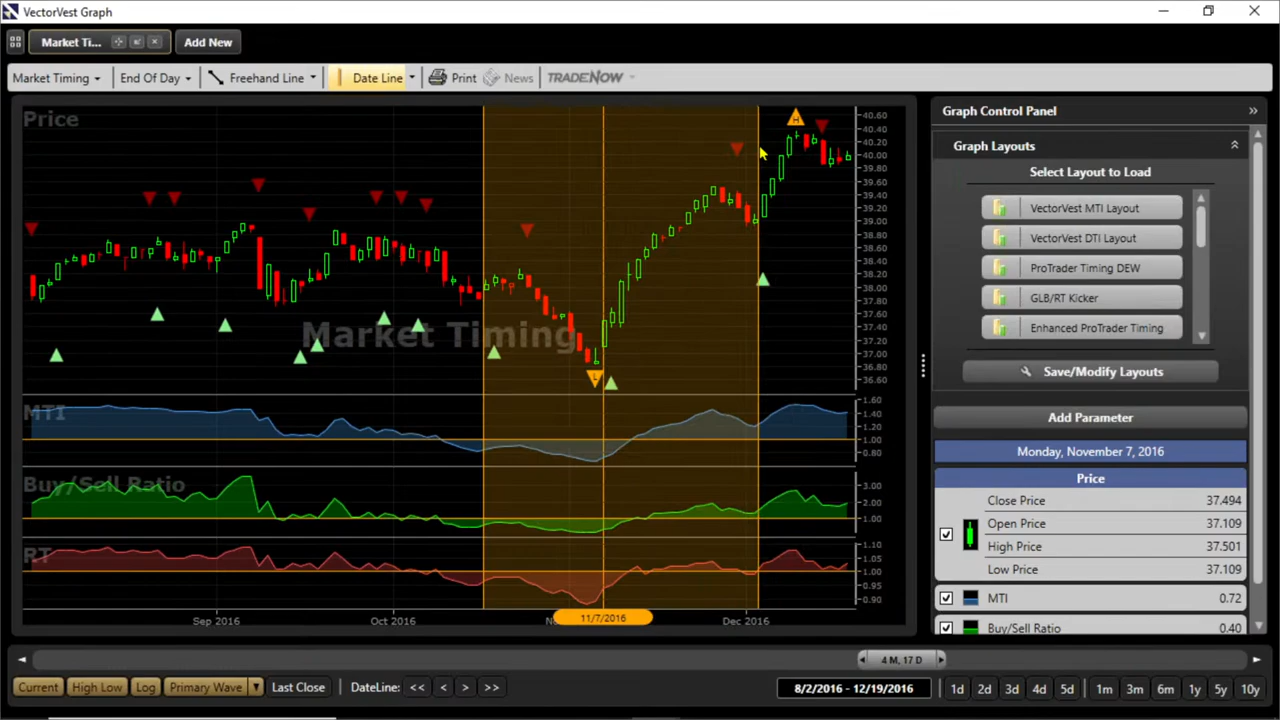 VectorVest Graph
Market Ti... Add New
Market Timing End Of Day Freehand Line Date Line Print News TRADENOW
Price
Market Timing
H
L
40.60
40.40
40.20
40.00
39.80
39.60
39.40
39.20
39.00
38.80
38.60
38.40
38.20
38.00
37.80
37.60
37.40
37.20
37.00
36.80
36.60
MTI
1.60
1.40
1.20
1.00
0.80
Buy/Sell Ratio
3.00
2.00
1.00
RT
1.10
1.05
1.00
0.95
0.90
Sep 2016 Oct 2016 11/7/2016 Dec 2016
Graph Control Panel
Graph Layouts
Select Layout to Load
VectorVest MTI Layout
VectorVest DTI Layout
ProTrader Timing DEW
GLB/RT Kicker
Enhanced ProTrader Timing
Save/Modify Layouts
Add Parameter
Monday, November 7, 2016
Price
Close Price 37.494
Open Price 37.109
High Price 37.501
Low Price 37.109
MTI 0.72
Buy/Sell Ratio 0.40
4 M, 17 D
Current High Low Log Primary Wave Last Close DateLine: << < > >> 8/2/2016 - 12/19/2016 1d 2d 3d 4d 5d 1m 3m 6m 1y 5y 10y